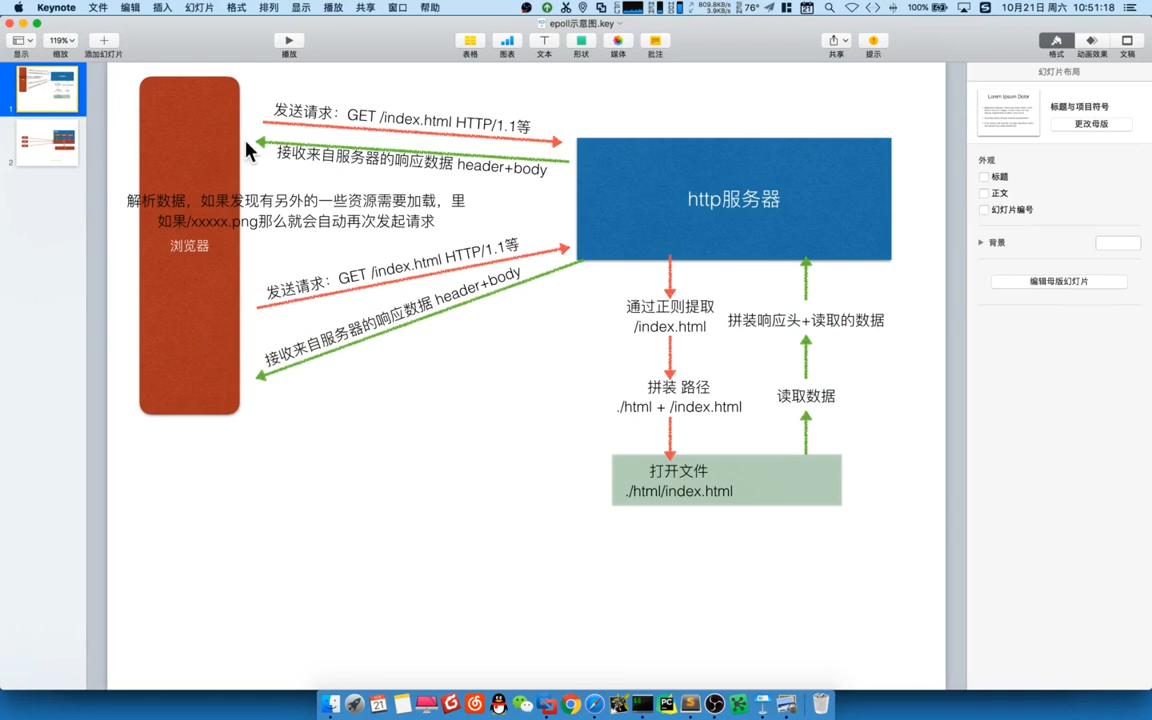 Keynote 文件 编辑 插入 幻灯片 格式 排列 显示 播放 共享 窗口 帮助
809.8KB/s
3.9KB/s
76° 100% 10月21日 周六 10:51:18
epoll示意图.key
119%
显示 缩放 添加幻灯片 播放 表格 图表 文本 形状 媒体 批注 共享 提示 格式 动画效果 文稿
1
2
发送请求：GET /index.html HTTP/1.1等
接收来自服务器的响应数据 header+body
解析数据，如果发现有另外的一些资源需要加载，里
如果/xxxxx.png那么就会自动再次发起请求
浏览器
发送请求：GET /index.html HTTP/1.1等
接收来自服务器的响应数据 header+body
http服务器
通过正则提取
/index.html
拼装响应头+读取的数据
拼装 路径
./html + /index.html
读取数据
打开文件
./html/index.html
幻灯片布局
Lorem Ipsum Dolor
标题与项目符号
更改母版
外观
标题
正文
幻灯片编号
背景
编辑母版幻灯片